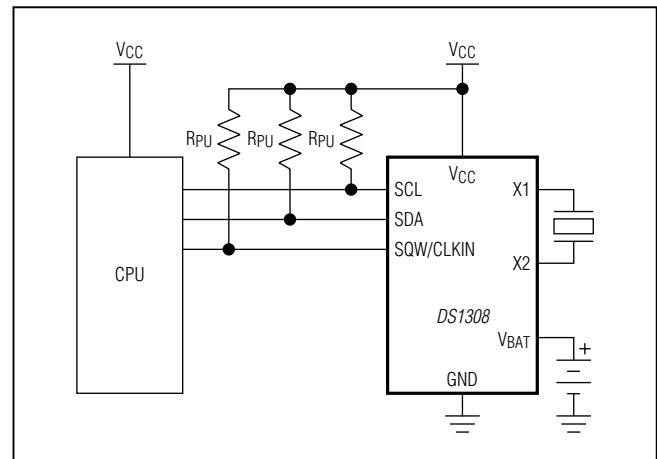 VCC
VCC
RPU
RPU
RPU
VCC
SCL
X1
SDA
SQW/CLKIN
X2
CPU
DS1308
VBAT
+
GND